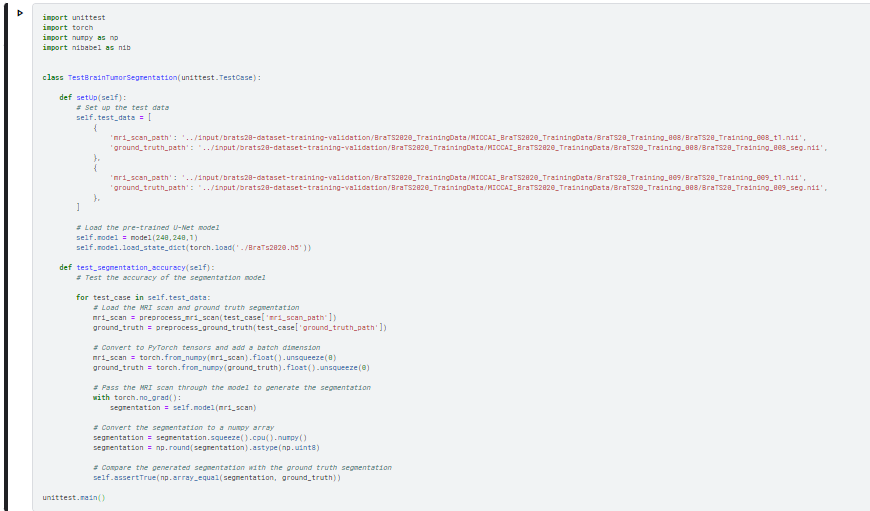 import unittest
import torch
import numpy as np
import nibabel as nib
class TestBrainTumorSegmentation(unittest.TestCase):
def setUp(self):
# Set up the test data
self.test_data = [
{
'mri_scan_path': '../input/brats20-dataset-training-validation/BraTS2020_TrainingData/MICCAI_BraTS2020_TrainingData/BraTS20_Training_008/BraTS20_Training_008_t1.nii',
'ground_truth_path': '../input/brats20-dataset-training-validation/BraTS2020_TrainingData/MICCAI_BraTS2020_TrainingData/BraTS20_Training_008/BraTS20_Training_008_seg.nii',
},
{
'mri_scan_path': '../input/brats20-dataset-training-validation/BraTS2020_TrainingData/MICCAI_BraTS2020_TrainingData/BraTS20_Training_009/BraTS20_Training_009_t1.nii',
'ground_truth_path': '../input/brats20-dataset-training-validation/BraTS2020_TrainingData/MICCAI_BraTS2020_TrainingData/BraTS20_Training_009/BraTS20_Training_009_seg.nii',
},
]
# Load the pre-trained U-Net model
self.model = model(240,240,1)
self.model.load_state_dict(torch.load('./BraTs2020.h5'))
def test_segmentation_accuracy(self):
# Test the accuracy of the segmentation model
for test_case in self.test_data:
# Load the MRI scan and ground truth segmentation
mri_scan = preprocess_mri_scan(test_case['mri_scan_path'])
ground_truth = preprocess_ground_truth(test_case['ground_truth_path'])
# Convert to PyTorch tensors and add a batch dimension
mri_scan = torch.from_numpy(mri_scan).float().unsqueeze(0)
ground_truth = torch.from_numpy(ground_truth).float().unsqueeze(0)
# Pass the MRI scan through the model to generate the segmentation
with torch.no_grad():
segmentation = self.model(mri_scan)
# Convert the segmentation to a numpy array
segmentation = segmentation.squeeze().cpu().numpy()
segmentation = np.round(segmentation).astype(np.uint8)
# Compare the generated segmentation with the ground truth segmentation
self.assertTrue(np.array_equal(segmentation, ground_truth))
unittest.main()